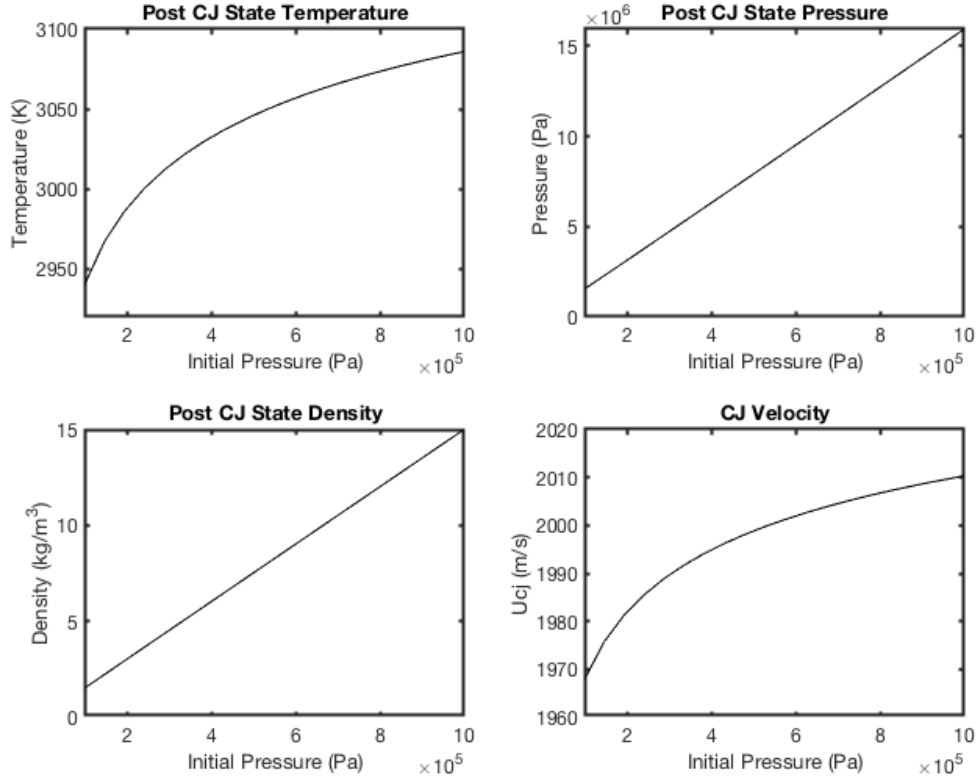 Post CJ State Temperature
3100
3050
3000
2950
Temperature (K)
2 4 6 8 10
Initial Pressure (Pa)
×10^5
Post CJ State Pressure
×10^6
15
10
5
0
Pressure (Pa)
2 4 6 8 10
Initial Pressure (Pa)
×10^5
Post CJ State Density
15
10
5
0
Density (kg/m^3)
2 4 6 8 10
Initial Pressure (Pa)
×10^5
CJ Velocity
2020
2010
2000
1990
1980
1970
1960
Ucj (m/s)
2 4 6 8 10
Initial Pressure (Pa)
×10^5